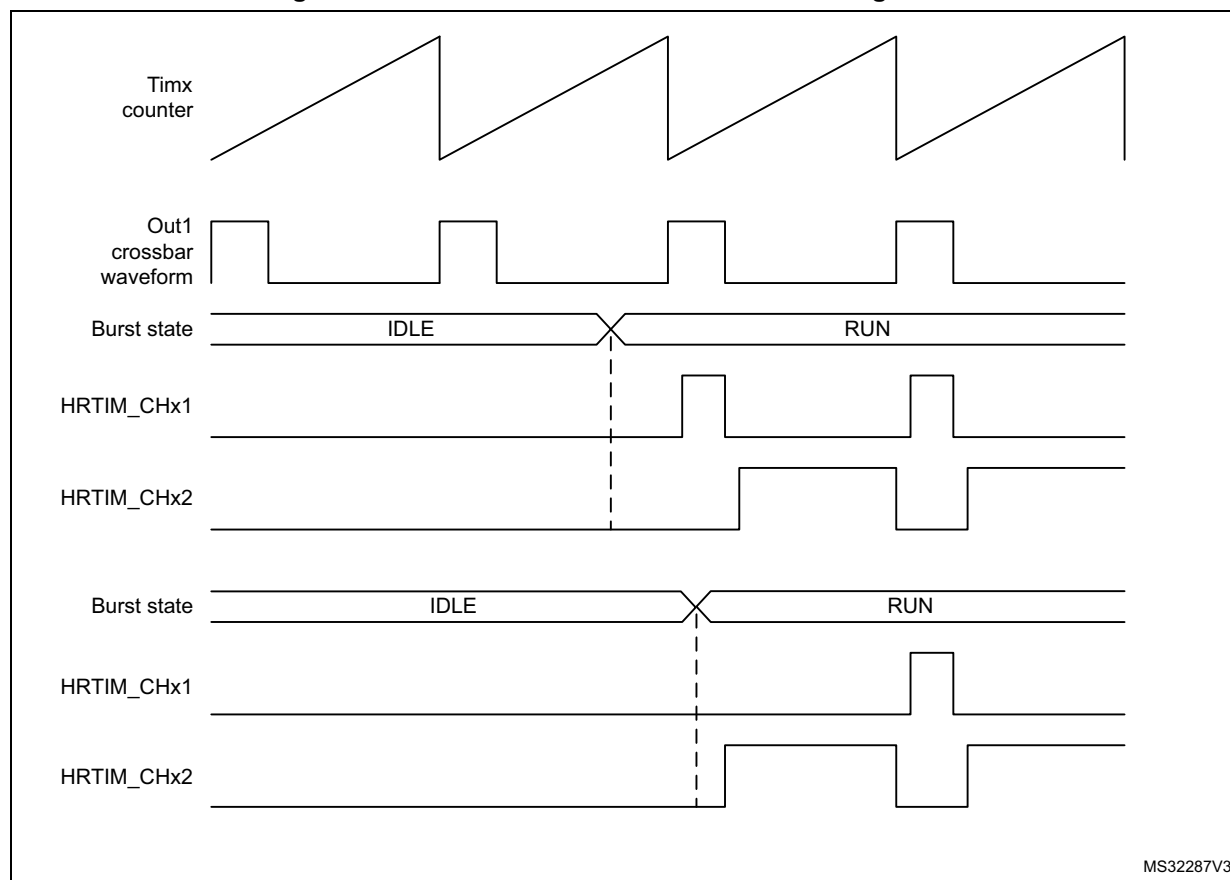 Timx
counter
Out1
crossbar
waveform
Burst state
IDLE
RUN
HRTIM_CHx1
HRTIM_CHx2
Burst state
IDLE
RUN
HRTIM_CHx1
HRTIM_CHx2
MS32287V3